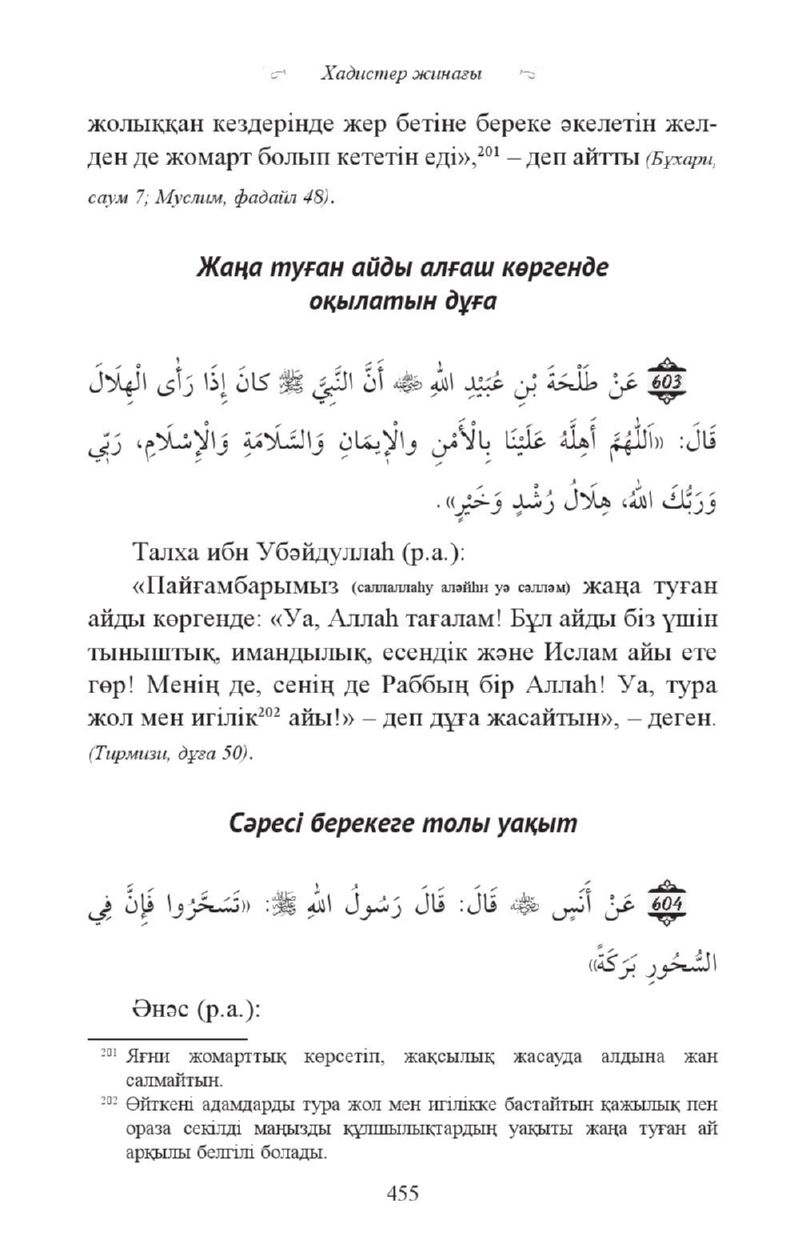 Хадистер жинағы
жолыққан кездерінде жер бетіне береке әкелетін жел-
ден де жомарт болып кететін еді»,²⁰¹ – деп айтты (Бұхари,
саум 7; Муслим, фадайл 48).
Жаңа туған айды алғаш көргенде
оқылатын дұға
603 عَنْ طَلْحَةَ بْنِ عُبَيْدِ اللهِ ﷺ أَنَّ النَّبِيَّ ﷺ كانَ إِذَا رَأَى الْهِلَالَ
قَالَ: «اَللّٰهُمَّ أَهِلَّهُ عَلَيْنَا بِالْأَمْنِ والْإِيمَانِ وَالسَّلَامَةِ وَالْإِسْلَامِ، رَبِّي
وَرَبُّكَ اللهُ، هِلَالُ رُشْدٍ وَخَيْرٍ».
Талха ибн Убәйдуллаһ (р.а.):
«Пайғамбарымыз (саллаллаһу аләйһи уә сәлләм) жаңа туған
айды көргенде: «Уа, Аллаһ тағалам! Бұл айды біз үшін
тыныштық, имандылық, есендік және Ислам айы ете
гөр! Менің де, сенің де Раббың бір Аллаһ! Уа, тура
жол мен игілік²⁰² айы!» – деп дұға жасайтын», – деген.
(Тирмизи, дұға 50).
Сәресі берекеге толы уақыт
604 عَنْ أَنَسٍ ﷺ قَالَ: قَالَ رَسُولُ اللهِ ﷺ: «تَسَحَّرُوا فَإِنَّ فِي
السُّحُورِ بَرَكَةً»
Әнәс (р.а.):
²⁰¹ Яғни жомарттық көрсетіп, жақсылық жасауда алдына жан
салмайтын.
²⁰² Өйткені адамдарды тура жол мен игілікке бастайтын қажылық пен
ораза секілді маңызды құлшылықтардың уақыты жаңа туған ай
арқылы белгілі болады.
455